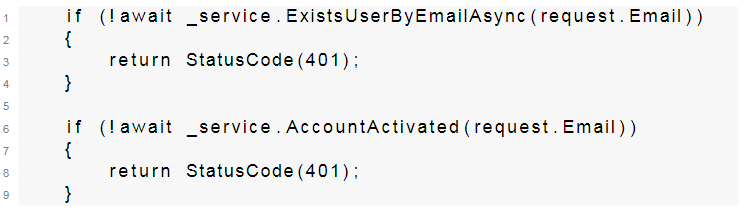 1 if (!await _service.ExistsUserByEmailAsync(request.Email))
2 {
3 return StatusCode(401);
4 }
5
6 if (!await _service.AccountActivated(request.Email))
7 {
8 return StatusCode(401);
9 }